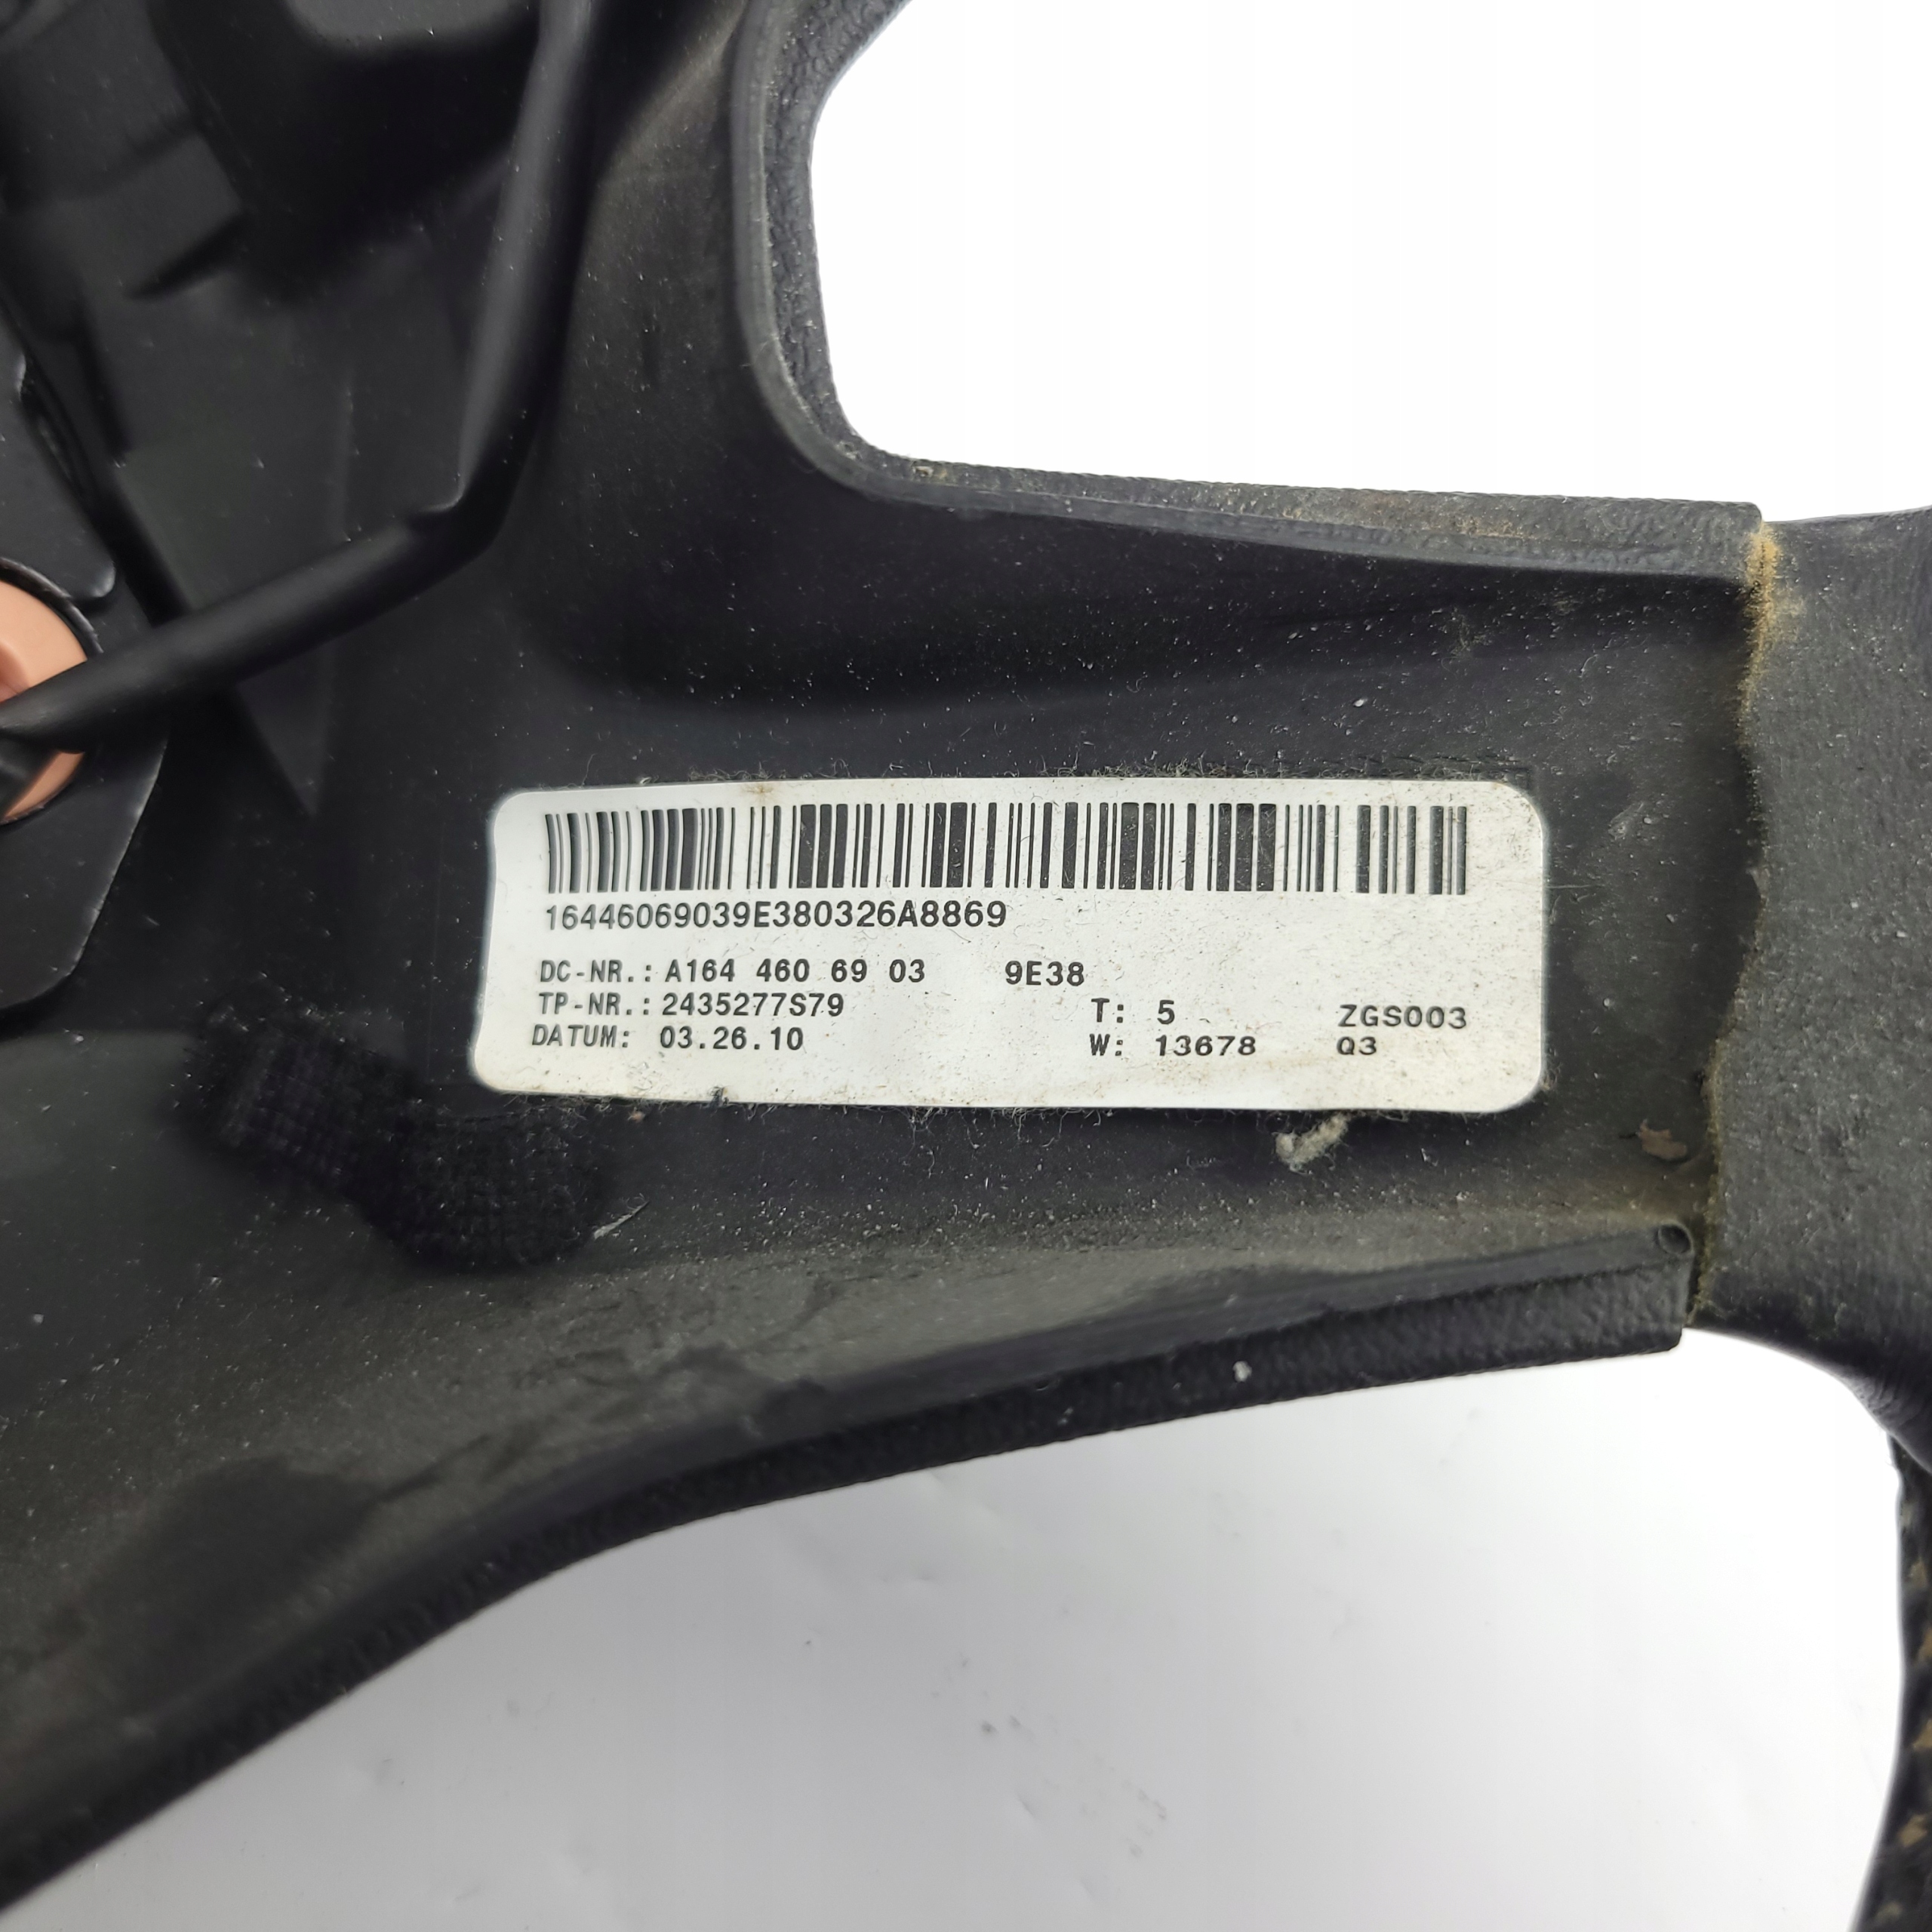 16446069039E380326A8869
DC-NR.: A164 460 69 03 9E38
TP-NR.: 2435277S79 T: 5 ZGS003
DATUM: 03.26.10 W: 13678 Q3